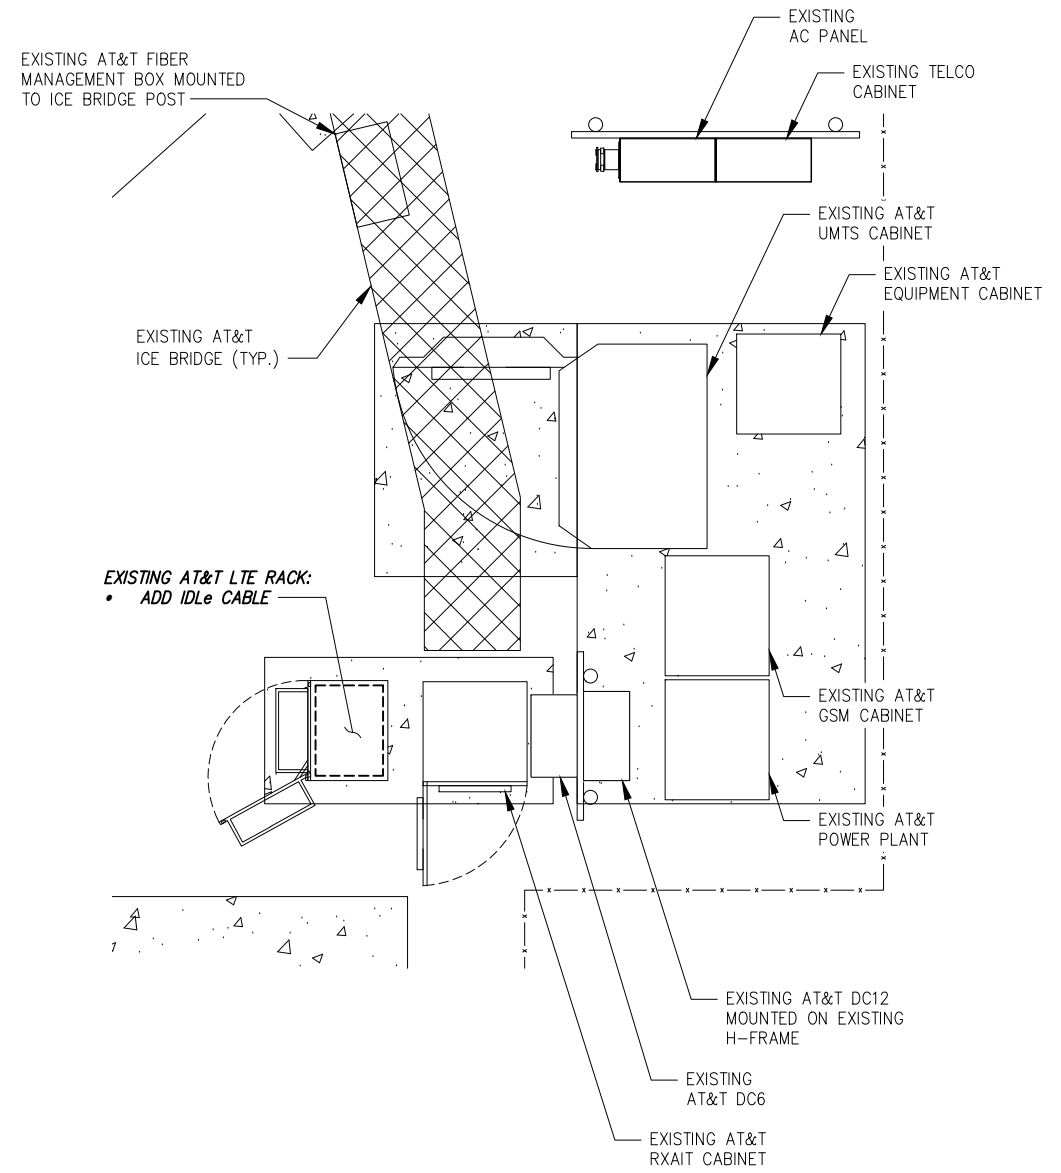 EXISTING
AC PANEL
EXISTING AT&T FIBER
MANAGEMENT BOX MOUNTED
TO ICE BRIDGE POST
EXISTING TELCO
CABINET
EXISTING AT&T
UMTS CABINET
EXISTING AT&T
EQUIPMENT CABINET
EXISTING AT&T
ICE BRIDGE (TYP.)
EXISTING AT&T LTE RACK:
• ADD IDLe CABLE
EXISTING AT&T
GSM CABINET
EXISTING AT&T
POWER PLANT
EXISTING AT&T DC12
MOUNTED ON EXISTING
H-FRAME
EXISTING
AT&T DC6
EXISTING AT&T
RXAIT CABINET